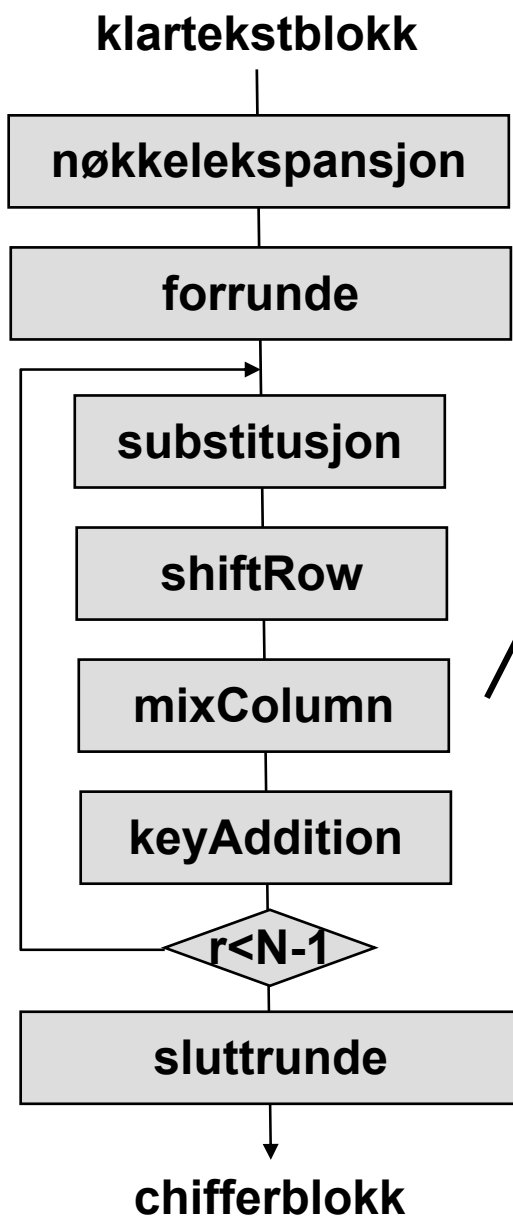 klartekstblokk
nøkkelekspansjon
forrunde
substitusjon
shiftRow
mixColumn
keyAddition
r<N-1
sluttrunde
chifferblokk